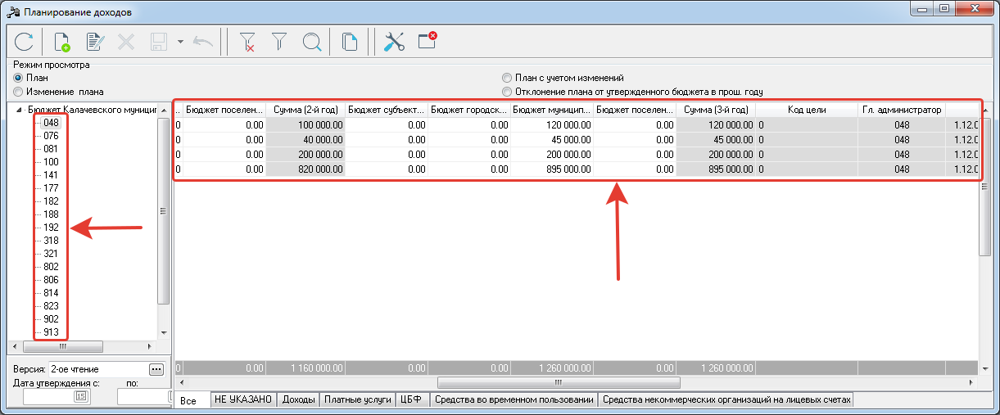 Планирование доходов
Режим просмотра
План
План с учетом изменений
Изменение плана
Отклонение плана от утвержденного бюджета в прош. году
Бюджет Калачевского муницип
048
076
081
100
141
177
182
188
192
318
321
802
806
814
823
902
913
... Бюджет поселен... Сумма (2-й год) Бюджет субъект... Бюджет городск... Бюджет муницип... Бюджет поселен... Сумма (3-й год) Код цели Гл. администратор
0 0.00 100 000.00 0.00 0.00 120 000.00 0.00 120 000.00 0 048 1.12.0
0 0.00 40 000.00 0.00 0.00 45 000.00 0.00 45 000.00 0 048 1.12.0
0 0.00 200 000.00 0.00 0.00 200 000.00 0.00 200 000.00 0 048 1.12.0
0 0.00 820 000.00 0.00 0.00 895 000.00 0.00 895 000.00 0 048 1.12.0
0 0.00 1 160 000.00 0.00 0.00 1 260 000.00 0.00 1 260 000.00
Версия: 2-ое чтение ...
Дата утверждения с: по:
15
Все НЕ УКАЗАНО Доходы Платные услуги ЦБФ Средства во временном пользовании Средства некоммерческих организаций на лицевых счетах